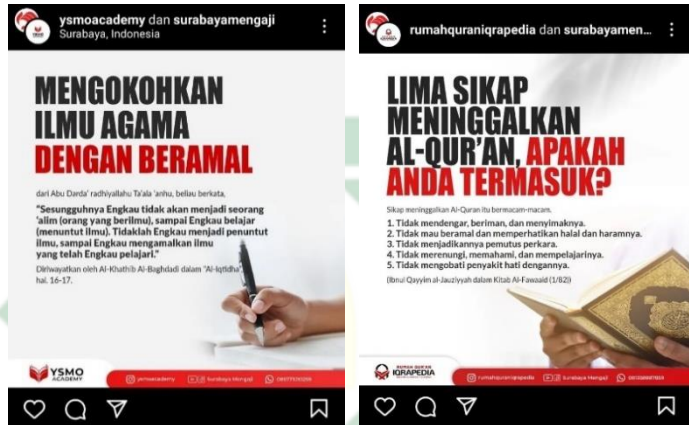 ysmoacademy dan surabayamengaji
Surabaya, Indonesia
MENGOKOHKAN
ILMU AGAMA
DENGAN BERAMAL
dari Abu Darda' radhiyallahu Ta'ala 'anhu, beliau berkata,
"Sesungguhnya Engkau tidak akan menjadi seorang
'alim (orang yang berilmu), sampai Engkau belajar
(menuntut ilmu). Tidaklah Engkau menjadi penuntut
ilmu, sampai Engkau mengamalkan ilmu
yang telah Engkau pelajari."
Diriwayatkan oleh Al-Khathib Al-Baghdadi dalam "Al-Iqtidha",
hal. 16-17.
YSMO
ACADEMY
ysmoacademy
Surabaya Mengaji
rumahquraniqrapedia dan surabayamen...
LIMA SIKAP
MENINGGALKAN
AL-QUR'AN, APAKAH
ANDA TERMASUK?
Sikap meninggalkan Al-Quran itu bermacam-macam.
1. Tidak mendengar, beriman, dan menyimaknya.
2. Tidak mau beramal dan memperhatikan halal dan haramnya.
3. Tidak menjadikannya pemutus perkara.
4. Tidak merenungi, memahami, dan mempelajarinya.
5. Tidak mengobati penyakit hati dengannya.
(Ibnul Qayyim al-Jauziyyah dalam Kitab Al-Fawaaid (1/82))
RUMAH QUR'AN
IQRAPEDIA
rumahquraniqrapedia
Surabaya Mengaji